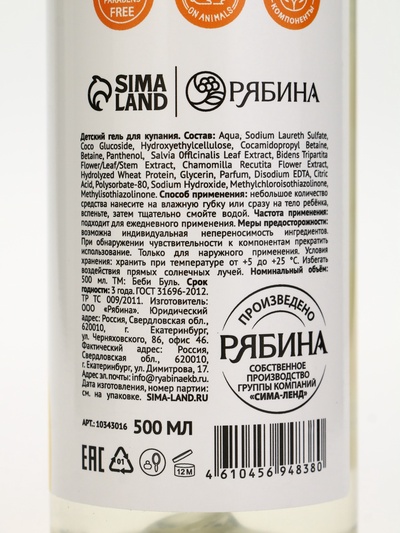 PARABENS
FREE
ON ANIMALS
КОМПОНЕНТЫ
SIMA
LAND
РЯБИНА
Детский гель для купания. Состав: Aqua, Sodium Laureth Sulfate,
Coco Glucoside, Hydroxyethylcellulose, Cocamidopropyl Betaine,
Betaine, Panthenol, Salvia Offlcinalis Leaf Extract, Bidens Tripartita
Flower/Leaf/Stem Extract, Chamomilla Recutita Flower Extract,
Hydrolyzed Wheat Protein, Glycerin, Parfum, Disodium EDTA, Citric
Acid, Polysorbate-80, Sodium Hydroxide, Methylchloroisothiazolinone,
Methylisothiazolinone. Способ применения: небольшое количество
средства нанесите на влажную губку или сразу на тело ребёнка,
вспеньте, затем тщательно смойте водой. Частота применения:
подходит для ежедневного применения. Меры предосторожности:
возможна индивидуальная непереносимость ингредиентов.
При обнаружении чувствительности к компонентам прекратить
использование. Только для наружного применения. Условия
хранения: хранить при температуре от +5 до +25 °C. Избегать
воздействия прямых солнечных лучей. Номинальный объём:
500 мл. ТМ: Беби Буль. Срок
годности: 3 года. ГОСТ 31696-2012.
ТР ТС 009/2011. Изготовитель:
ООО «Рябина». Юридический
адрес: Россия, Свердловская обл.,
620010, г. Екатеринбург,
ул. Черняховского, 86, офис 46.
Фактический адрес: Россия,
Свердловская обл., 620010,
г. Екатеринбург, ул. Димитрова, 17.
Адрес эл. почты: info@ryabinaekb.ru.
Дата изготовления, номер партии:
см. на упаковке. SIMA-LAND.RU
ПРОИЗВЕДЕНО
РЯБИНА
СОБСТВЕННОЕ
ПРОИЗВОДСТВО
ГРУППЫ КОМПАНИЙ
«СИМА-ЛЕНД»
АРТ.: 10343016 500 МЛ
EAC 01 12 M
4 610456 948380